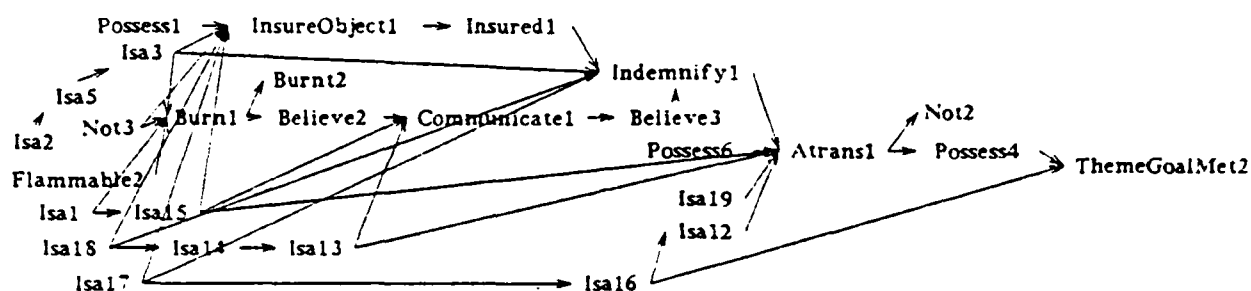 Possess1 InsureObject1 Insured1
Isa3
Indemnify1
Burnt2
Isa5
Not2
Isa2 Not3 Burn1 Believe2 Communicate1 Believe3
Possess6 Atrans1 Possess4
ThemeGoalMet2
Flammable2
Isa19
Isa1 Isa15
Isa12
Isa18 Isa14 Isa13
Isa17 Isa16